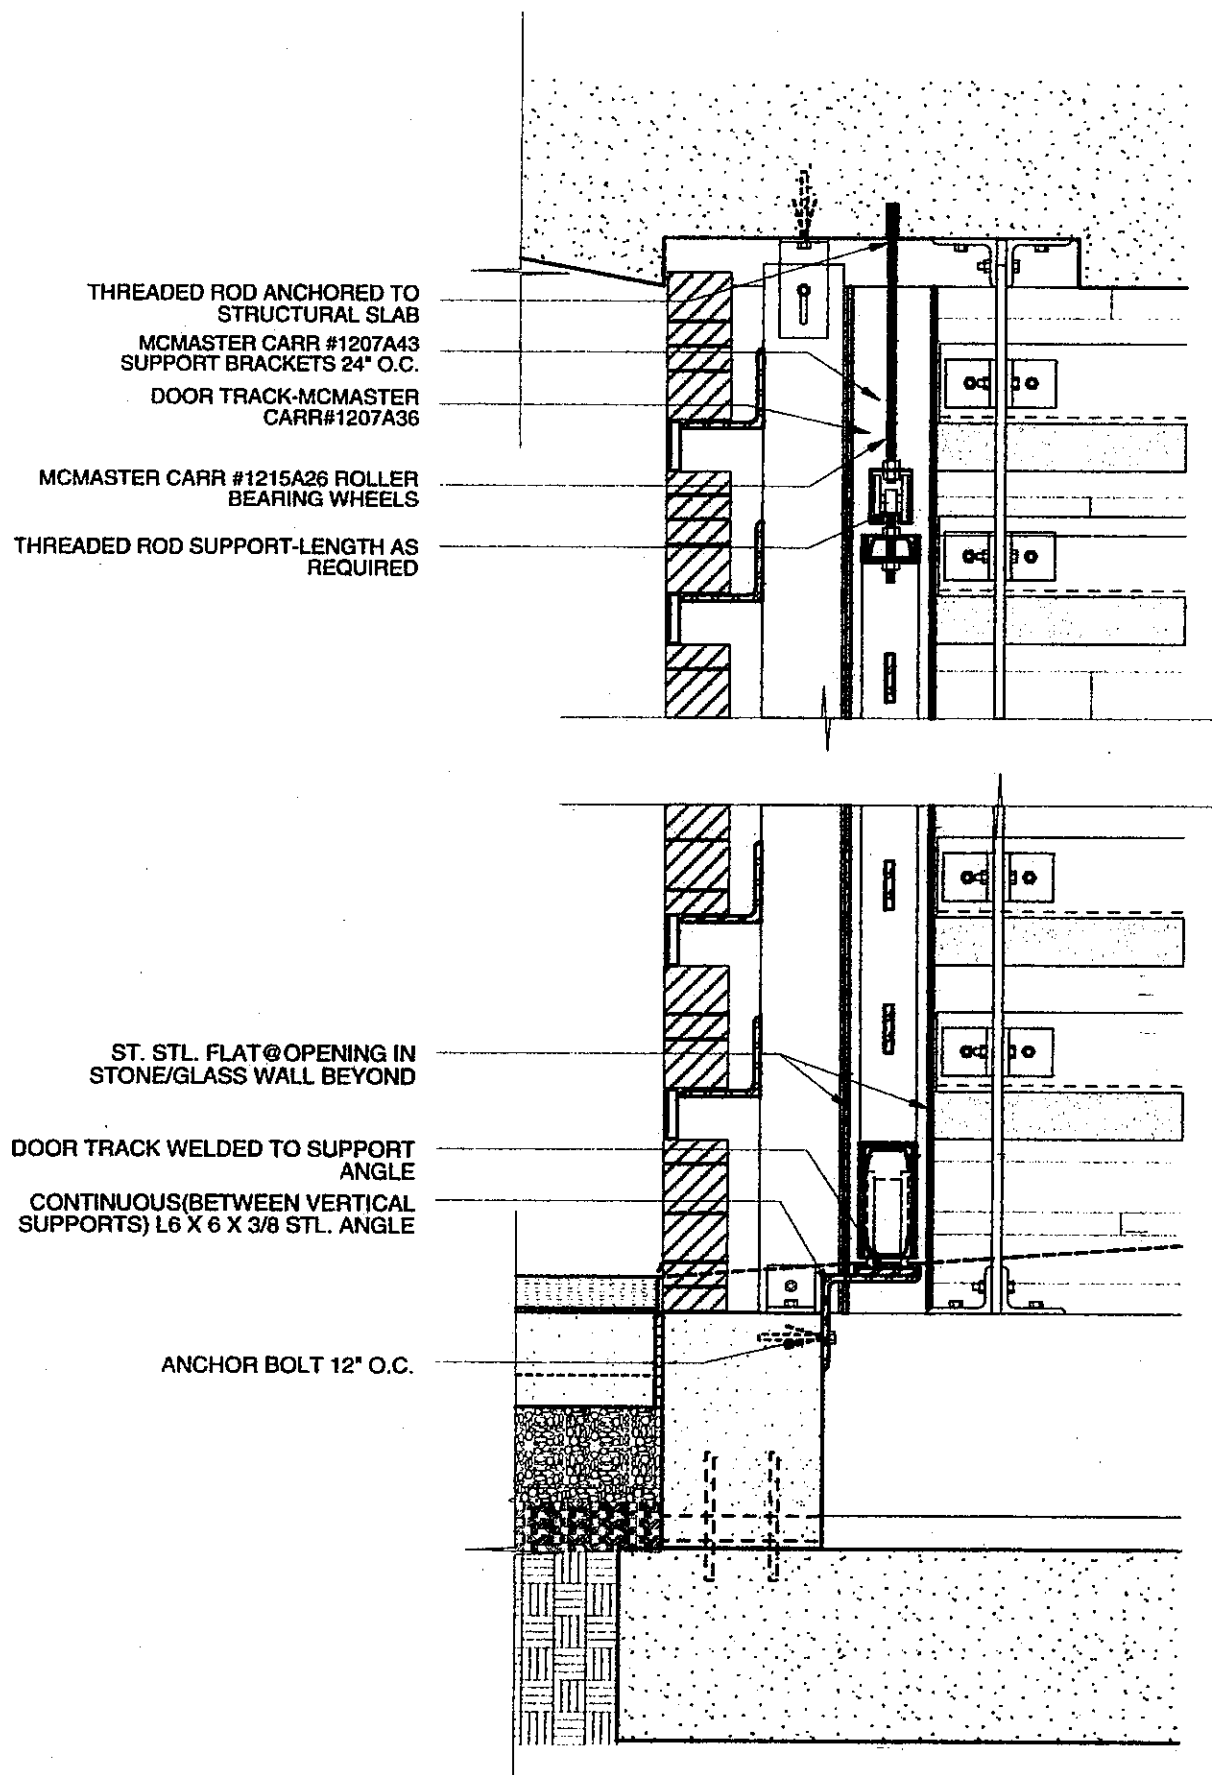 THREADED ROD ANCHORED TO
STRUCTURAL SLAB
MCMASTER CARR #1207A43
SUPPORT BRACKETS 24" O.C.
DOOR TRACK-MCMASTER
CARR#1207A36
MCMASTER CARR #1215A26 ROLLER
BEARING WHEELS
THREADED ROD SUPPORT-LENGTH AS
REQUIRED
ST. STL. FLAT@OPENING IN
STONE/GLASS WALL BEYOND
DOOR TRACK WELDED TO SUPPORT
ANGLE
CONTINUOUS(BETWEEN VERTICAL
SUPPORTS) L6 X 6 X 3/8 STL. ANGLE
ANCHOR BOLT 12" O.C.